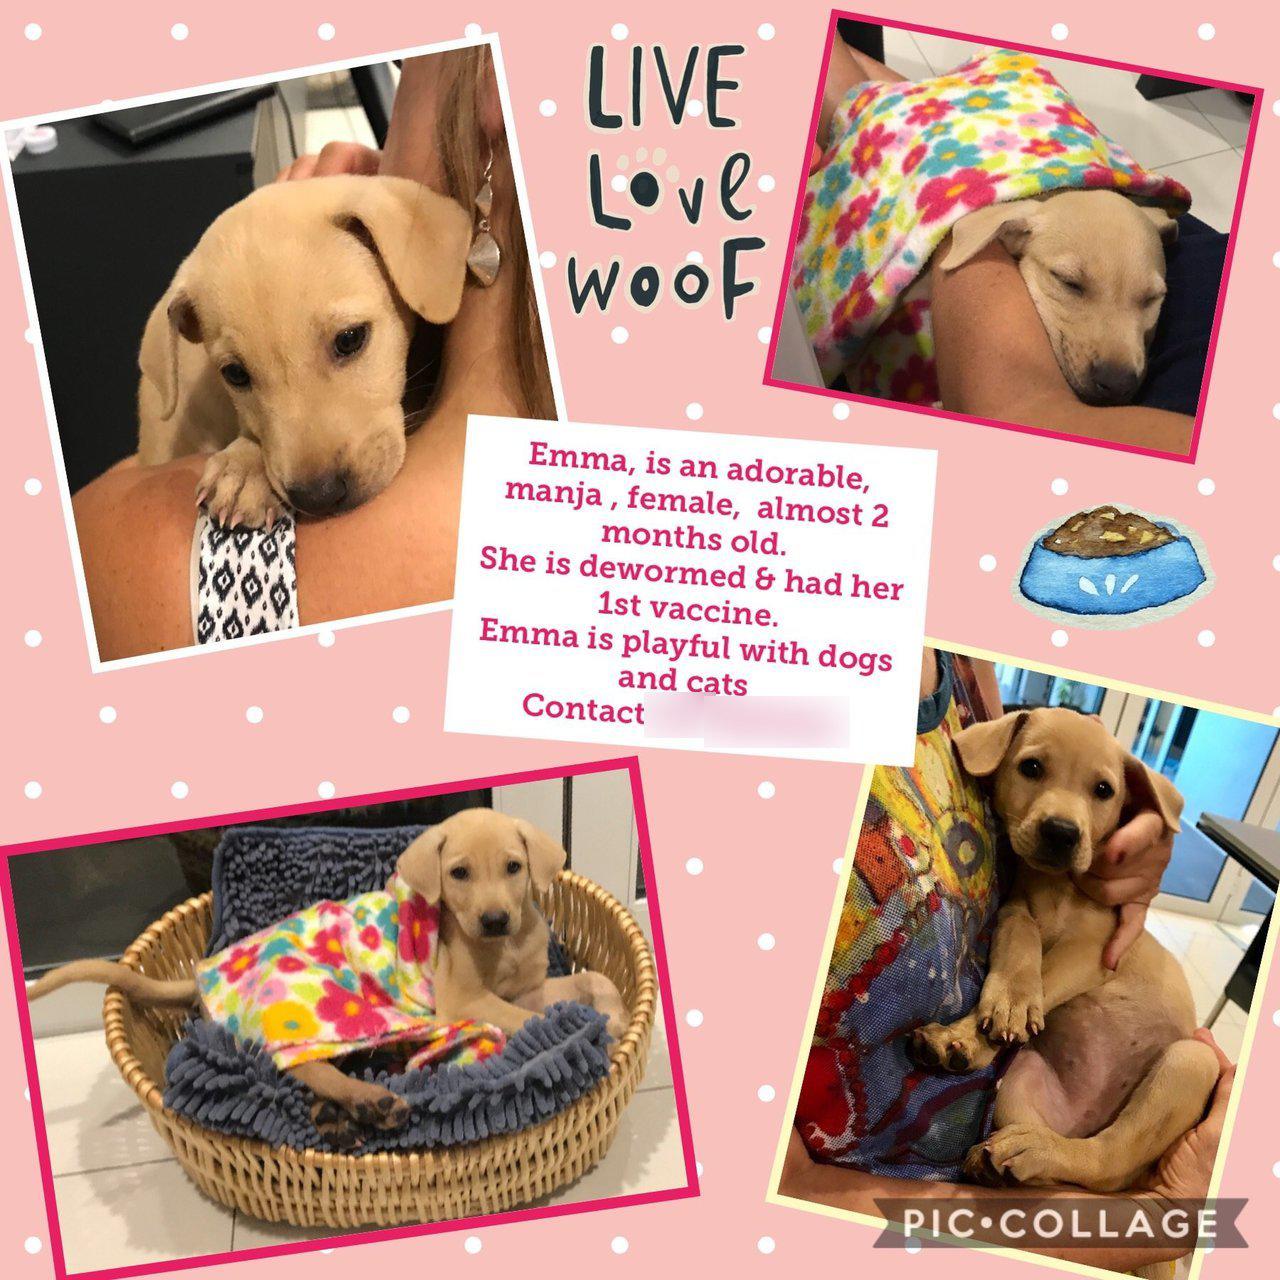 LIVE
LOVE
WOOF
Emma, is an adorable,
manja , female,  almost 2
months old.
She is dewormed & had her
1st vaccine.
Emma is playful with dogs
and cats
Contact
PIC•COLLAGE